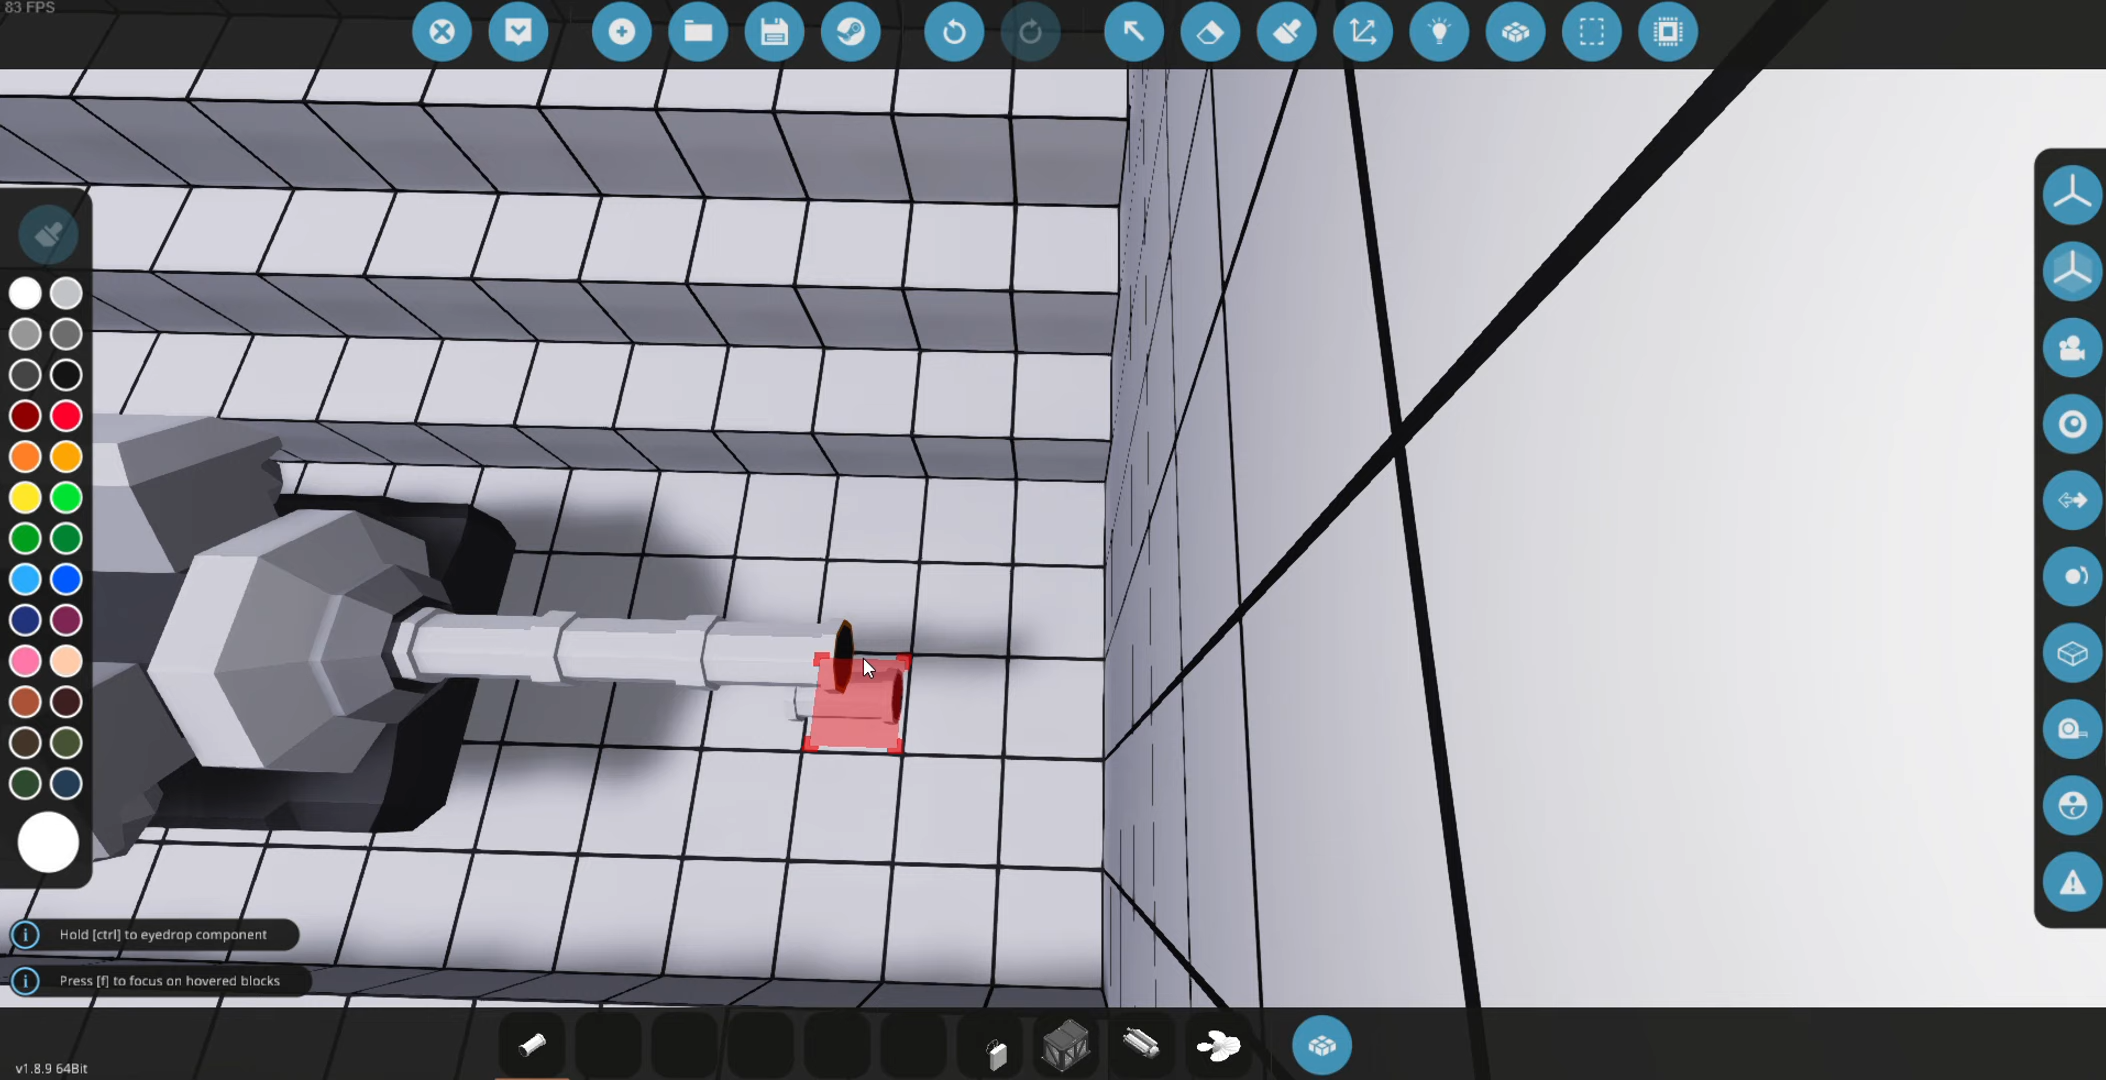 83 FPS
Hold [ctrl] to eyedrop component
Press [f] to focus on hovered blocks
v1.8.9 64Bit